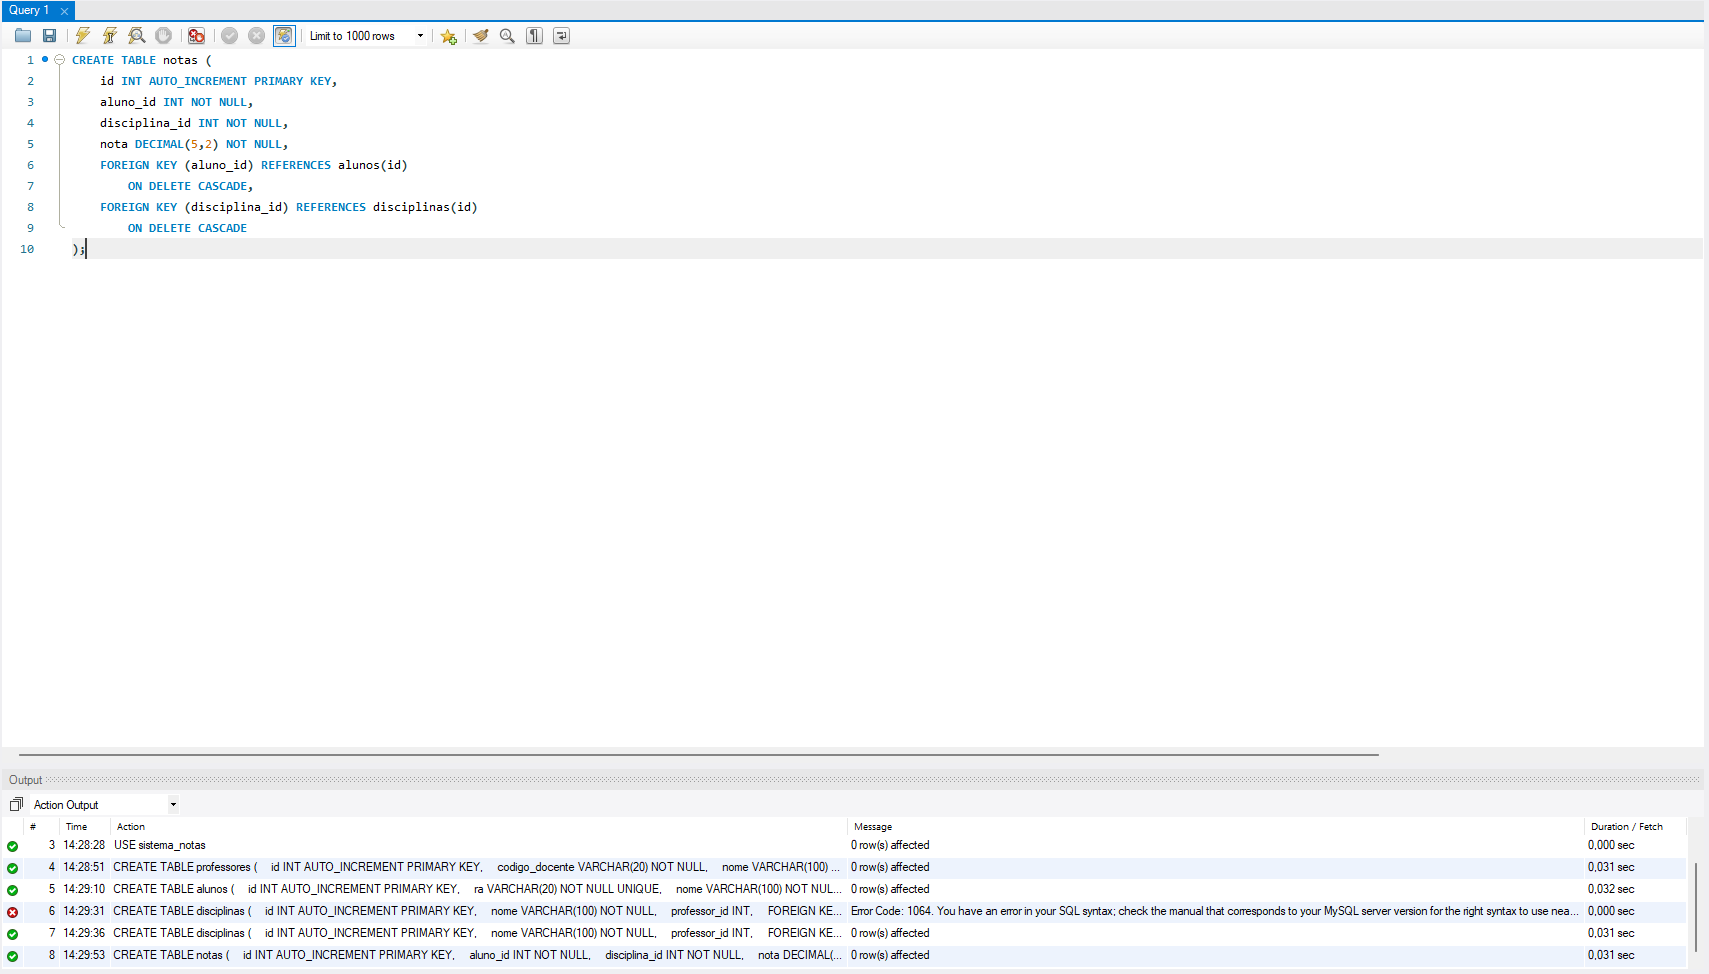 Query 1
Limit to 1000 rows
1 CREATE TABLE notas (
2 id INT AUTO_INCREMENT PRIMARY KEY,
3 aluno_id INT NOT NULL,
4 disciplina_id INT NOT NULL,
5 nota DECIMAL(5,2) NOT NULL,
6 FOREIGN KEY (aluno_id) REFERENCES alunos(id)
7 ON DELETE CASCADE,
8 FOREIGN KEY (disciplina_id) REFERENCES disciplinas(id)
9 ON DELETE CASCADE
10 );
Output
Action Output
# Time Action Message Duration / Fetch
3 14:28:28 USE sistema_notas 0 row(s) affected 0,000 sec
4 14:28:51 CREATE TABLE professores ( id INT AUTO_INCREMENT PRIMARY KEY, codigo_docente VARCHAR(20) NOT NULL, nome VARCHAR(100) ... 0 row(s) affected 0,031 sec
5 14:29:10 CREATE TABLE alunos ( id INT AUTO_INCREMENT PRIMARY KEY, ra VARCHAR(20) NOT NULL UNIQUE, nome VARCHAR(100) NOT NUL... 0 row(s) affected 0,032 sec
6 14:29:31 CREATE TABLE disciplinas ( id INT AUTO_INCREMENT PRIMARY KEY, nome VARCHAR(100) NOT NULL, professor_id INT, FOREIGN KE... Error Code: 1064. You have an error in your SQL syntax; check the manual that corresponds to your MySQL server version for the right syntax to use nea... 0,000 sec
7 14:29:36 CREATE TABLE disciplinas ( id INT AUTO_INCREMENT PRIMARY KEY, nome VARCHAR(100) NOT NULL, professor_id INT, FOREIGN KE... 0 row(s) affected 0,031 sec
8 14:29:53 CREATE TABLE notas ( id INT AUTO_INCREMENT PRIMARY KEY, aluno_id INT NOT NULL, disciplina_id INT NOT NULL, nota DECIMAL(... 0 row(s) affected 0,031 sec